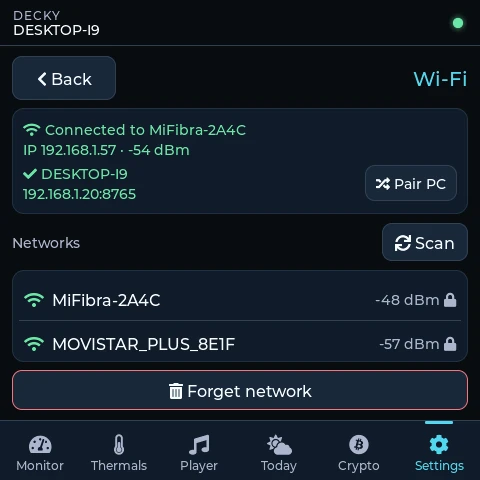 DECKY
DESKTOP-I9
Back
Wi-Fi
Connected to MiFibra-2A4C
IP 192.168.1.57 · -54 dBm
DESKTOP-I9
192.168.1.20:8765
Pair PC
Networks
Scan
MiFibra-2A4C -48 dBm
MOVISTAR_PLUS_8E1F -57 dBm
Forget network
Monitor Thermals Player Today Crypto Settings